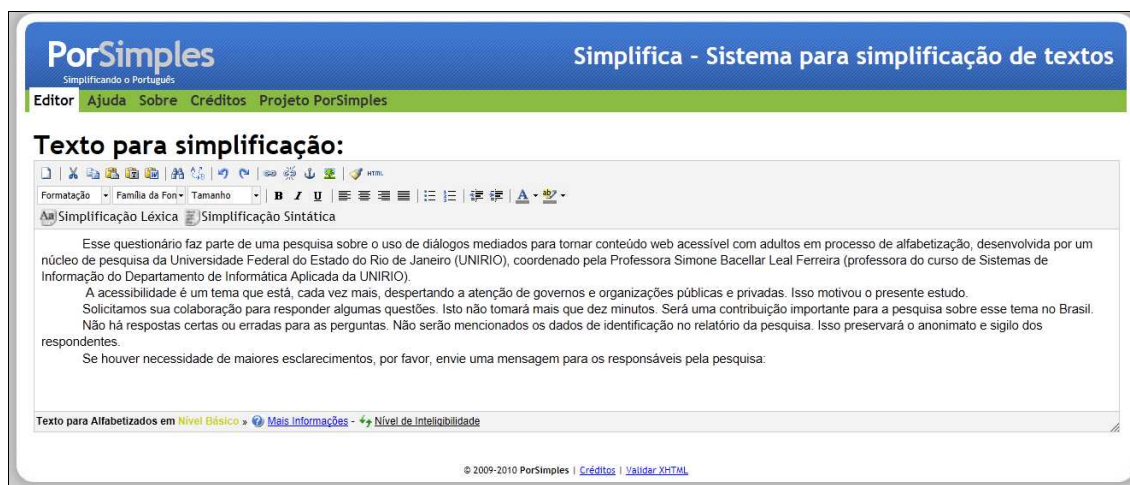 PorSimples
Simplificando o Português
Simplifica - Sistema para simplificação de textos
Editor Ajuda Sobre Créditos Projeto PorSimples
Texto para simplificação:
HTML
Formatação Família da Fon Tamanho B I U A ab
Aa Simplificação Léxica Simplificação Sintática
Esse questionário faz parte de uma pesquisa sobre o uso de diálogos mediados para tornar conteúdo web acessível com adultos em processo de alfabetização, desenvolvida por um
núcleo de pesquisa da Universidade Federal do Estado do Rio de Janeiro (UNIRIO), coordenado pela Professora Simone Bacellar Leal Ferreira (professora do curso de Sistemas de
Informação do Departamento de Informática Aplicada da UNIRIO).
A acessibilidade é um tema que está, cada vez mais, despertando a atenção de governos e organizações públicas e privadas. Isso motivou o presente estudo.
Solicitamos sua colaboração para responder algumas questões. Isto não tomará mais que dez minutos. Será uma contribuição importante para a pesquisa sobre esse tema no Brasil.
Não há respostas certas ou erradas para as perguntas. Não serão mencionados os dados de identificação no relatório da pesquisa. Isso preservará o anonimato e sigilo dos
respondentes.
Se houver necessidade de maiores esclarecimentos, por favor, envie uma mensagem para os responsáveis pela pesquisa:
Texto para Alfabetizados em Nível Básico » Mais Informações - Nível de Inteligibilidade
© 2009-2010 PorSimples | Créditos | Validar XHTML